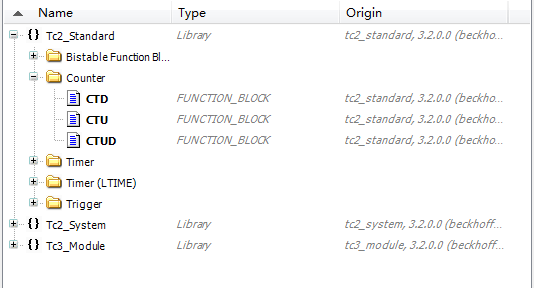 Name Type Origin
Tc2_Standard Library tc2_standard, 3.2.0.0 (beckho...
Bistable Function Bl...
Counter
CTD FUNCTION_BLOCK tc2_standard, 3.2.0.0 (beckho...
CTU FUNCTION_BLOCK tc2_standard, 3.2.0.0 (beckho...
CTUD FUNCTION_BLOCK tc2_standard, 3.2.0.0 (beckho...
Timer
Timer (LTIME)
Trigger
Tc2_System Library tc2_system, 3.2.0.0 (beckhoff...
Tc3_Module Library tc3_module, 3.2.0.0 (beckhoff...